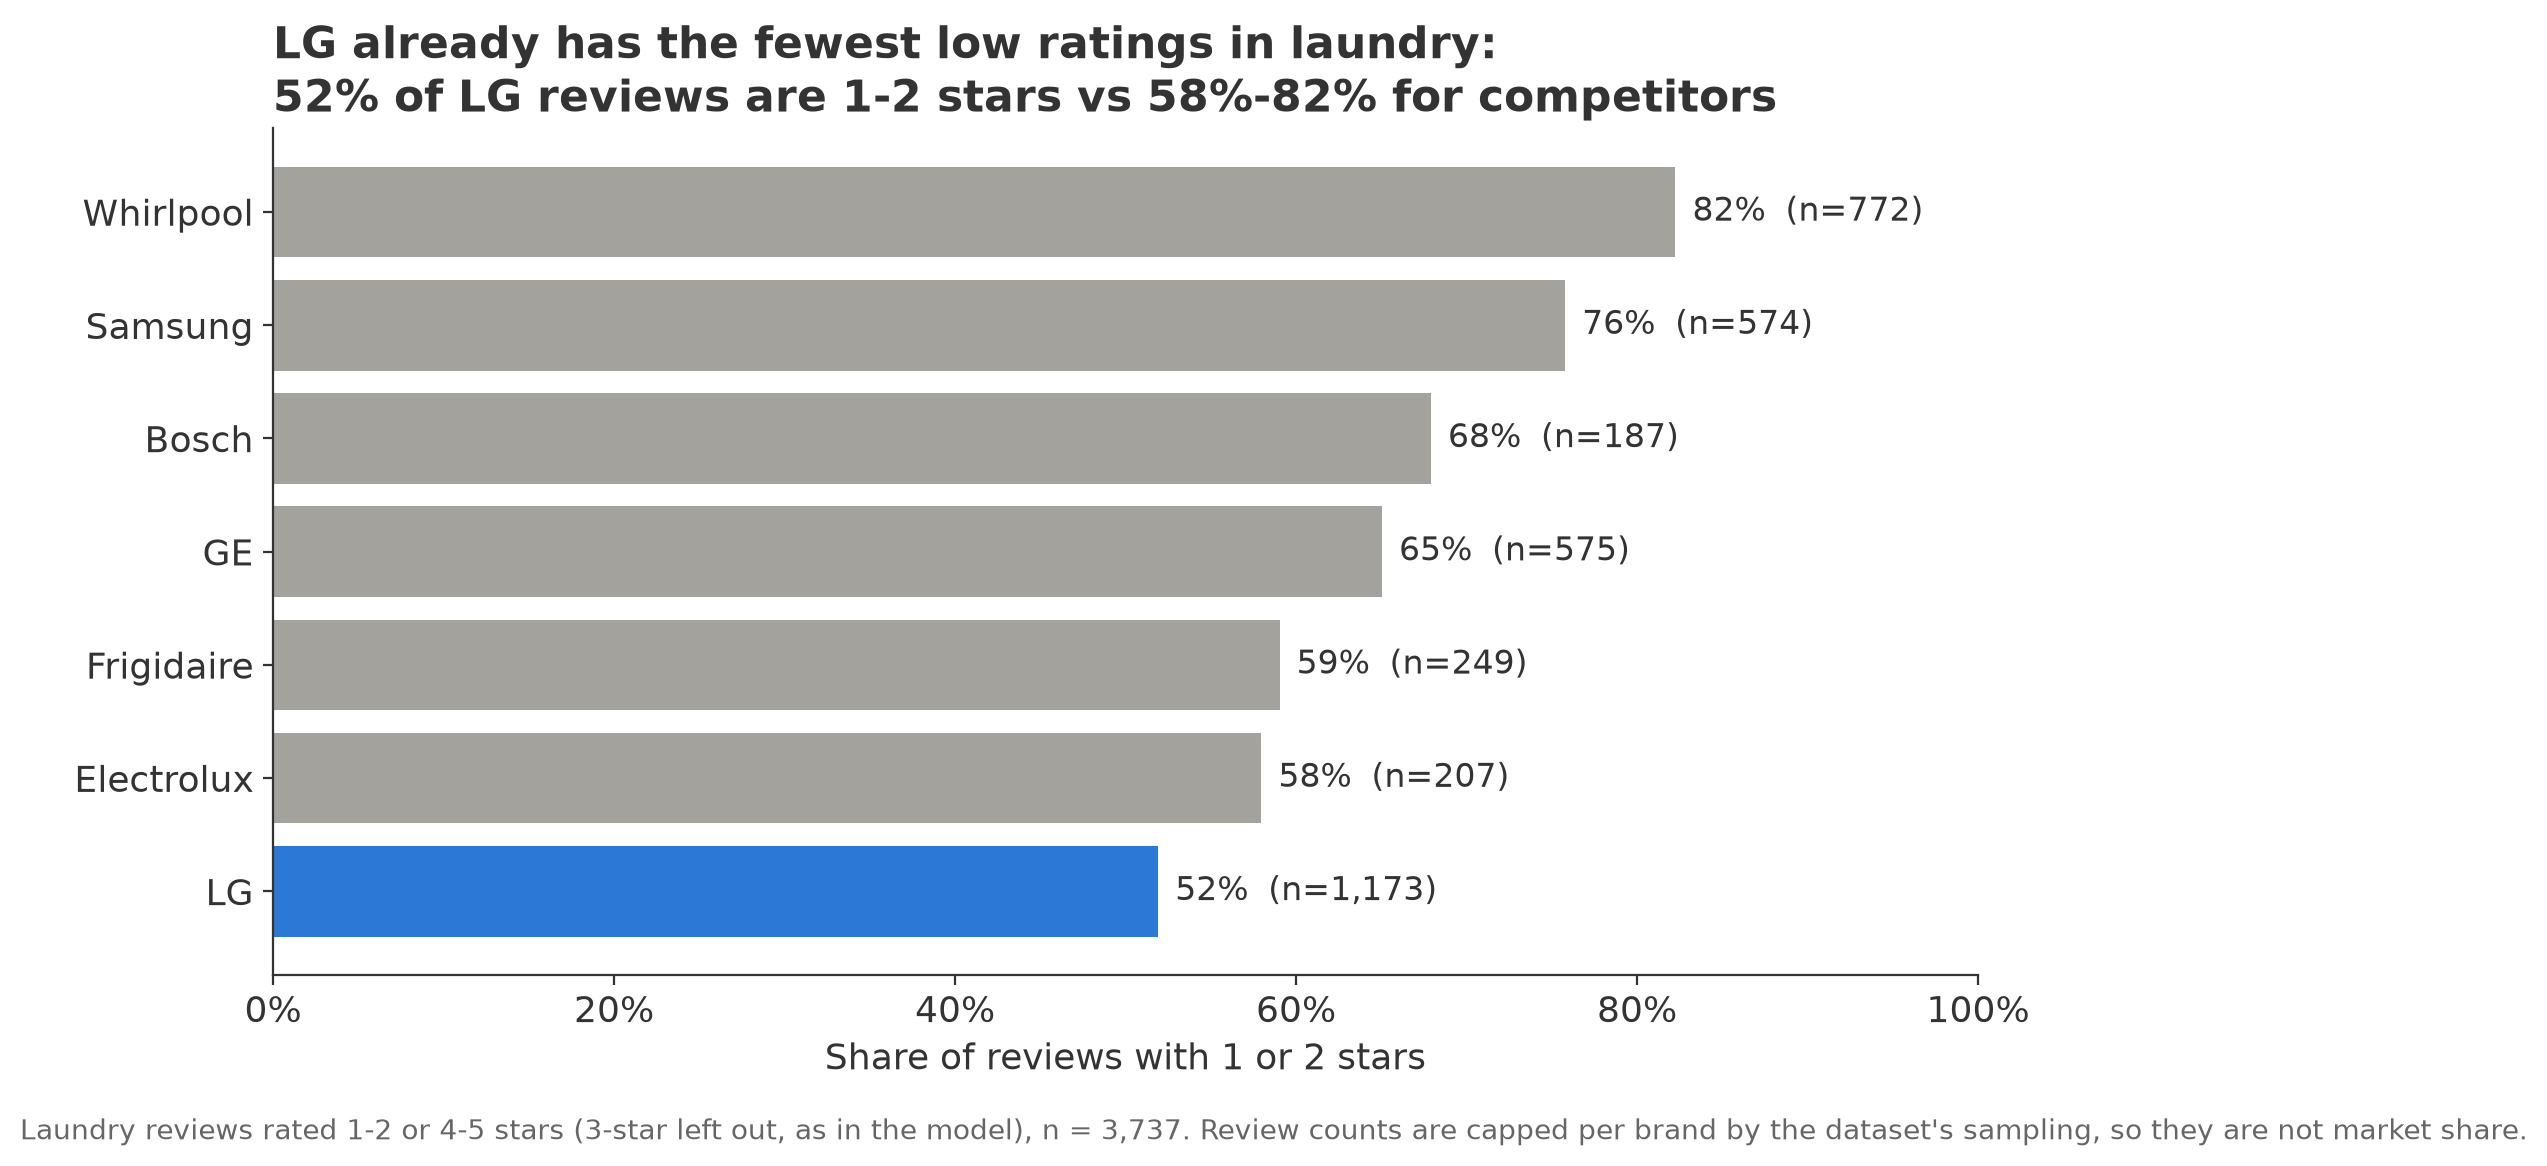 LG already has the fewest low ratings in laundry:
52% of LG reviews are 1-2 stars vs 58%-82% for competitors
Whirlpool 82% (n=772)
Samsung 76% (n=574)
Bosch 68% (n=187)
GE 65% (n=575)
Frigidaire 59% (n=249)
Electrolux 58% (n=207)
LG 52% (n=1,173)
0% 20% 40% 60% 80% 100%
Share of reviews with 1 or 2 stars
Laundry reviews rated 1-2 or 4-5 stars (3-star left out, as in the model), n = 3,737. Review counts are capped per brand by the dataset's sampling, so they are not market share.